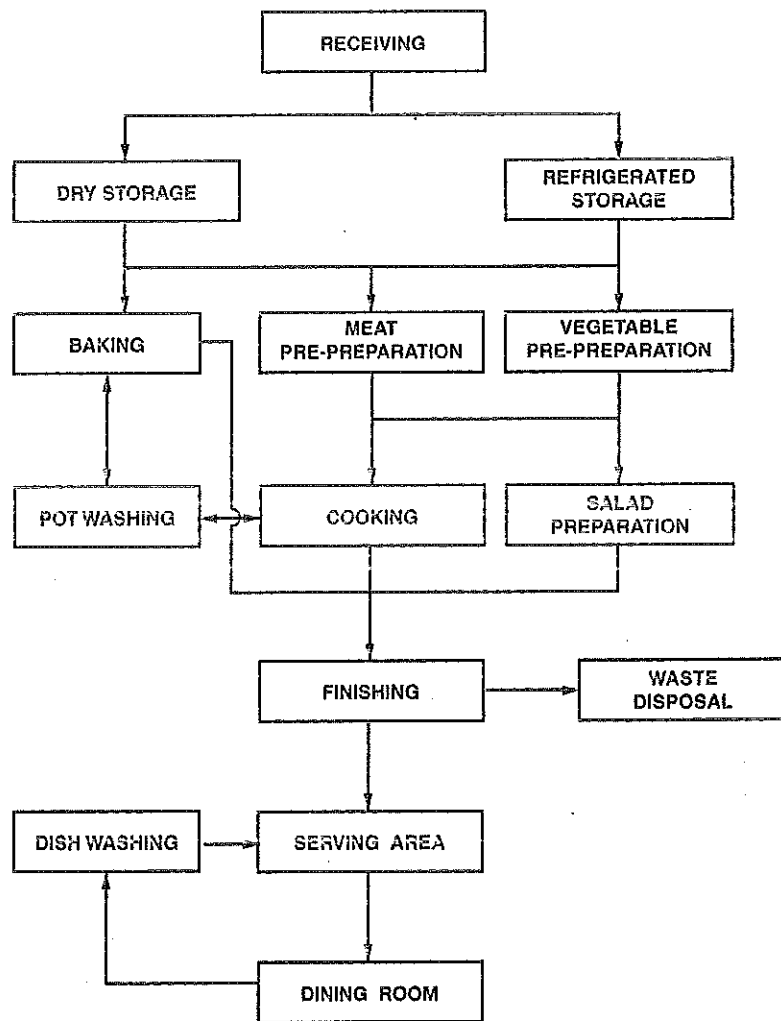 RECEIVING
DRY STORAGE
REFRIGERATED
STORAGE
BAKING
MEAT
PRE-PREPARATION
VEGETABLE
PRE-PREPARATION
POT WASHING
COOKING
SALAD
PREPARATION
FINISHING
WASTE
DISPOSAL
DISH WASHING
SERVING AREA
DINING ROOM